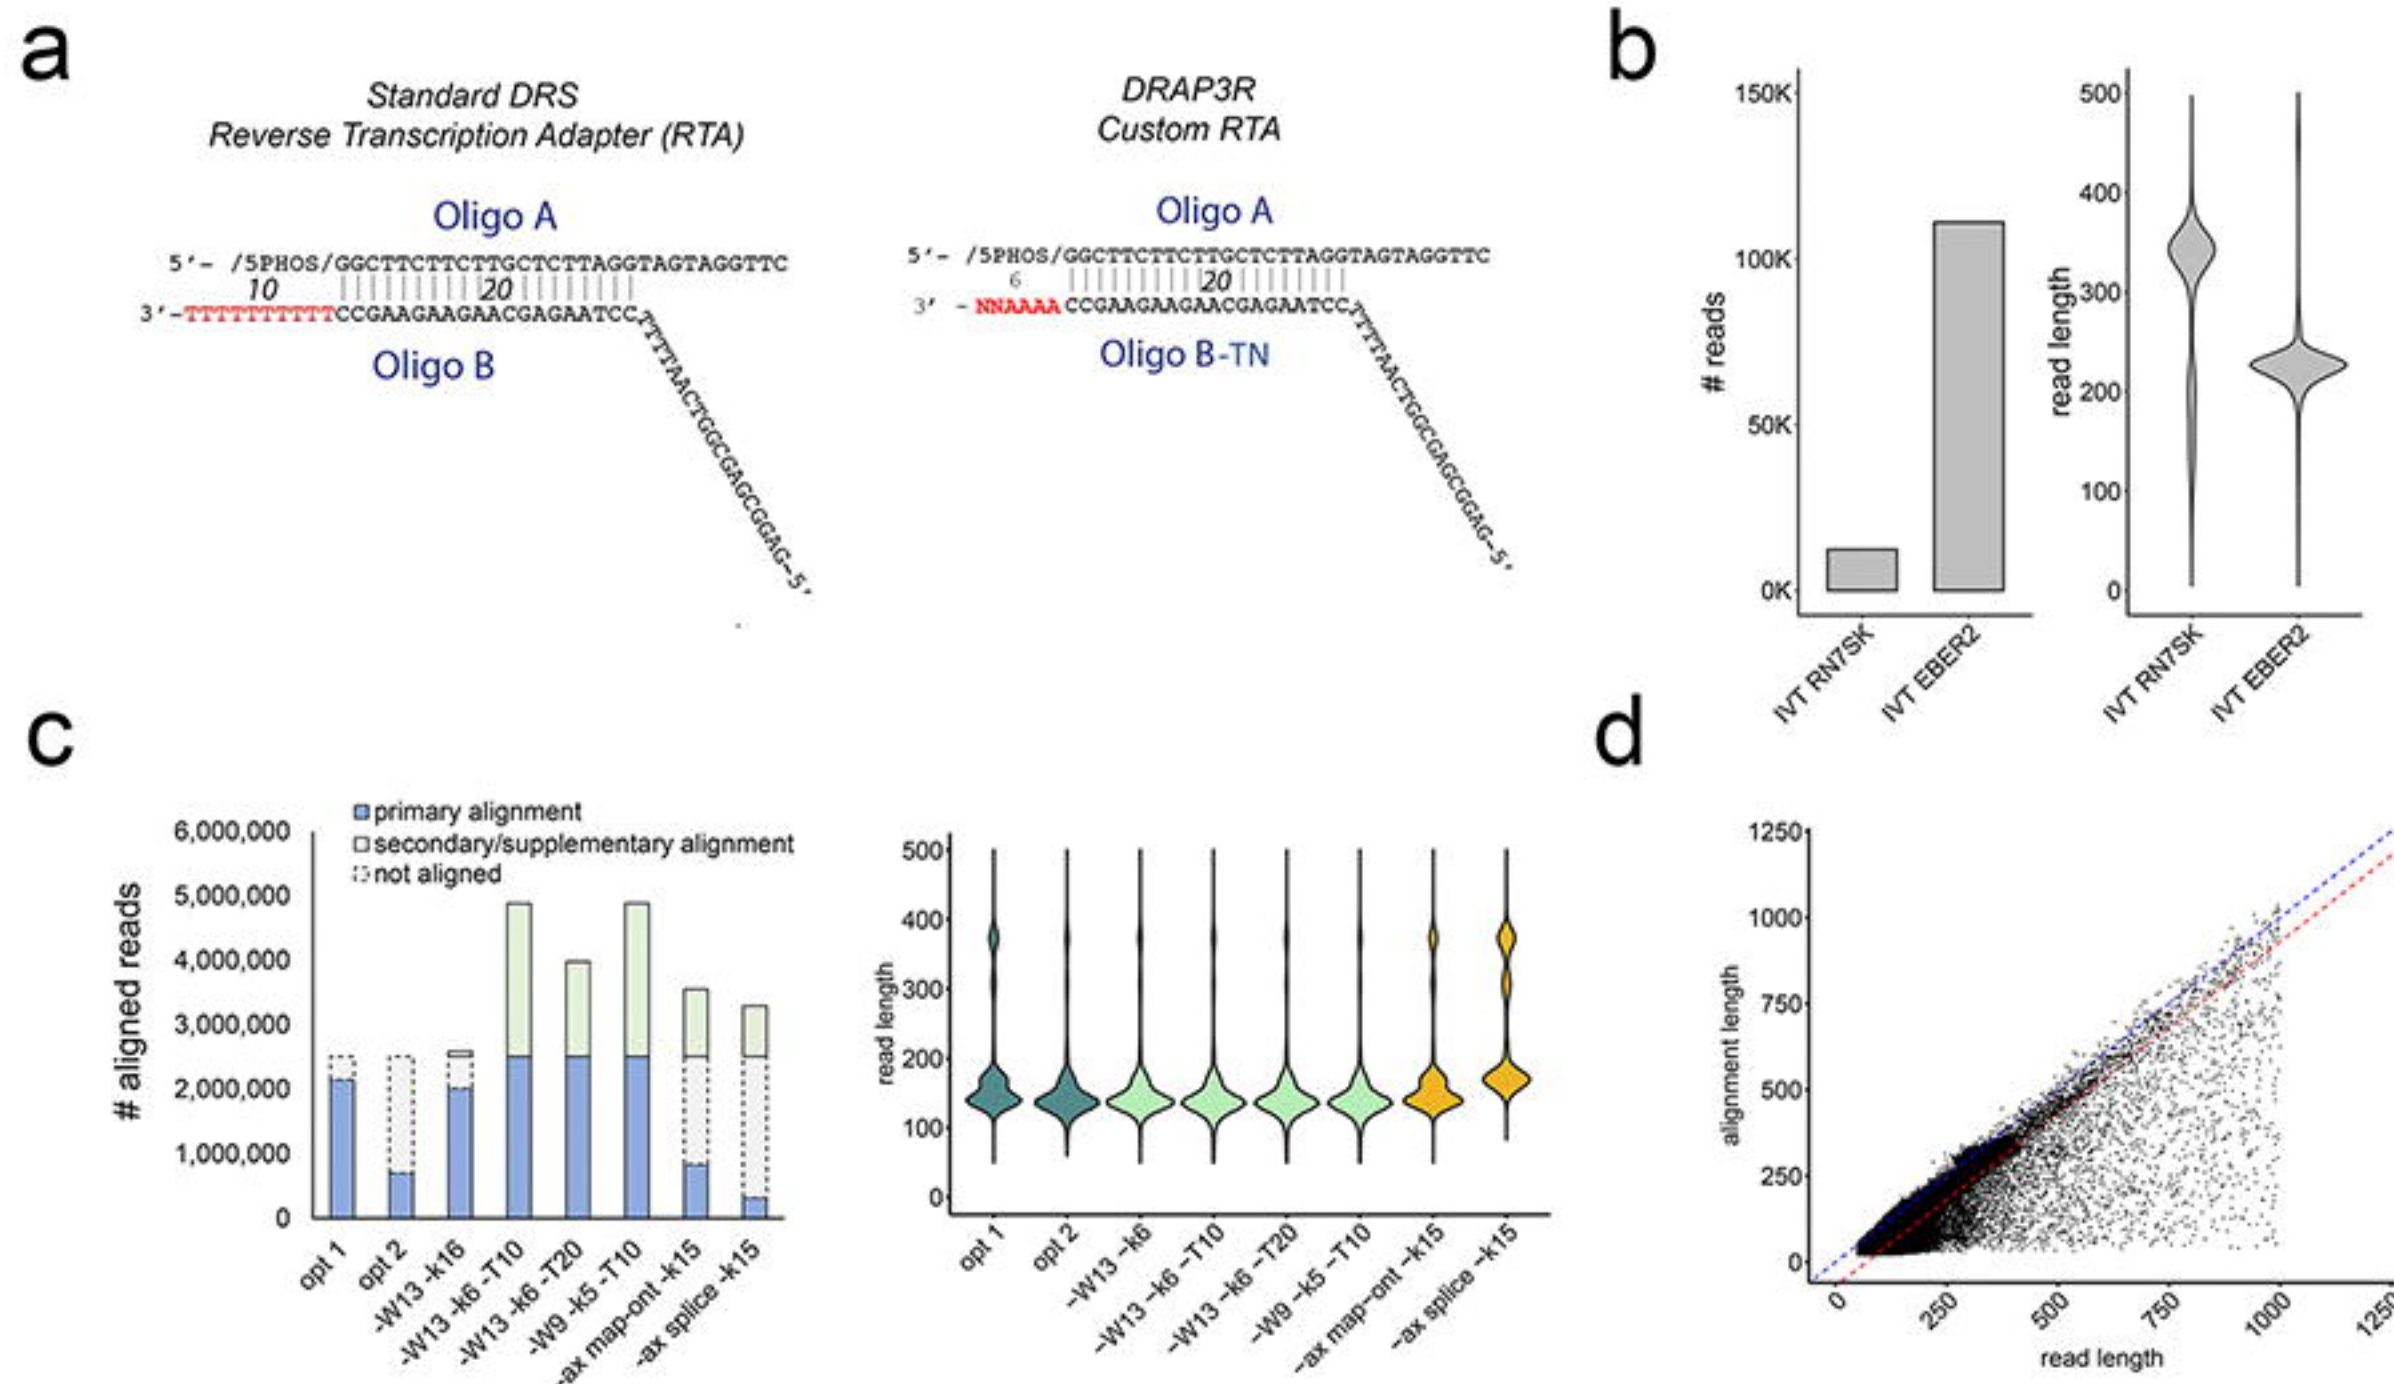 a
Standard DRS
Reverse Transcription Adapter (RTA)
Oligo A
5’- /5PHOS/GGCTTCTTCTTGCTCTTAGGTAGTAGGTTC
10
20
3’-TTTTTTTTTTCCGAAGAAGAACGAGAATCC
TTTTAACTGGCGAGCGGAG-5’
Oligo B
DRAP3R
Custom RTA
Oligo A
5’- /5PHOS/GGCTTCTTCTTGCTCTTAGGTAGTAGGTTC
6
20
3’ -NNAAAACCGAAGAAGAACGAGAATCC
TTTTAACTGGCGAGCGGAG-5’
Oligo B-TN
b
# reads
150K
100K
50K
0K
IVT RN7SK
IVT EBER2
read length
500
400
300
200
100
0
IVT RN7SK
IVT EBER2
c
primary alignment
secondary/supplementary alignment
not aligned
# aligned reads
6,000,000
5,000,000
4,000,000
3,000,000
2,000,000
1,000,000
0
opt 1
opt 2
-W13 -k16
-W13 -k6 -T10
-W13 -k6 -T20
-W9 -k5 -T10
-ax map-ont -k15
-ax splice -k15
read length
500
400
300
200
100
0
opt 1
opt 2
-W13 -k6
-W13 -k6 -T10
-W13 -k6 -T20
-W9 -k5 -T10
-ax map-ont -k15
-ax splice -k15
d
alignment length
1250
1000
750
500
250
0
0
250
500
750
1000
1250
read length